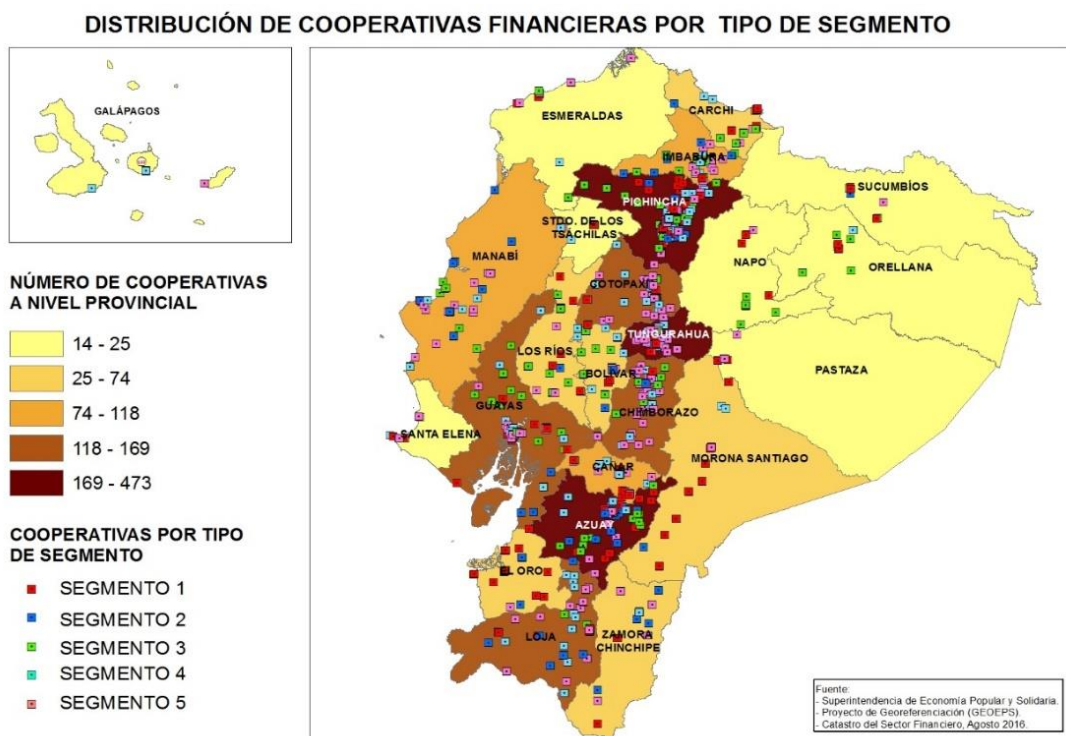 DISTRIBUCIÓN DE COOPERATIVAS FINANCIERAS POR TIPO DE SEGMENTO
GALÁPAGOS
NÚMERO DE COOPERATIVAS
A NIVEL PROVINCIAL
14 - 25
25 - 74
74 - 118
118 - 169
169 - 473
COOPERATIVAS POR TIPO
DE SEGMENTO
SEGMENTO 1
SEGMENTO 2
SEGMENTO 3
SEGMENTO 4
SEGMENTO 5
ESMERALDAS
CARCHI
IMBABURA
SUCUMBÍOS
PICHINCHA
STDO. DE LOS
TSÁCHILAS
MANABÍ
NAPO
ORELLANA
COTOPAXI
TUNGURAHUA
LOS RÍOS
BOLÍVAR
PASTAZA
GUAYAS
CHIMBORAZO
SANTA ELENA
MORONA SANTIAGO
CAÑAR
AZUAY
EL ORO
LOJA
ZAMORA
CHINCHIPE
Fuente:
- Superintendencia de Economía Popular y Solidaria.
- Proyecto de Georeferenciación (GEOEPS).
- Catastro del Sector Financiero, Agosto 2016.